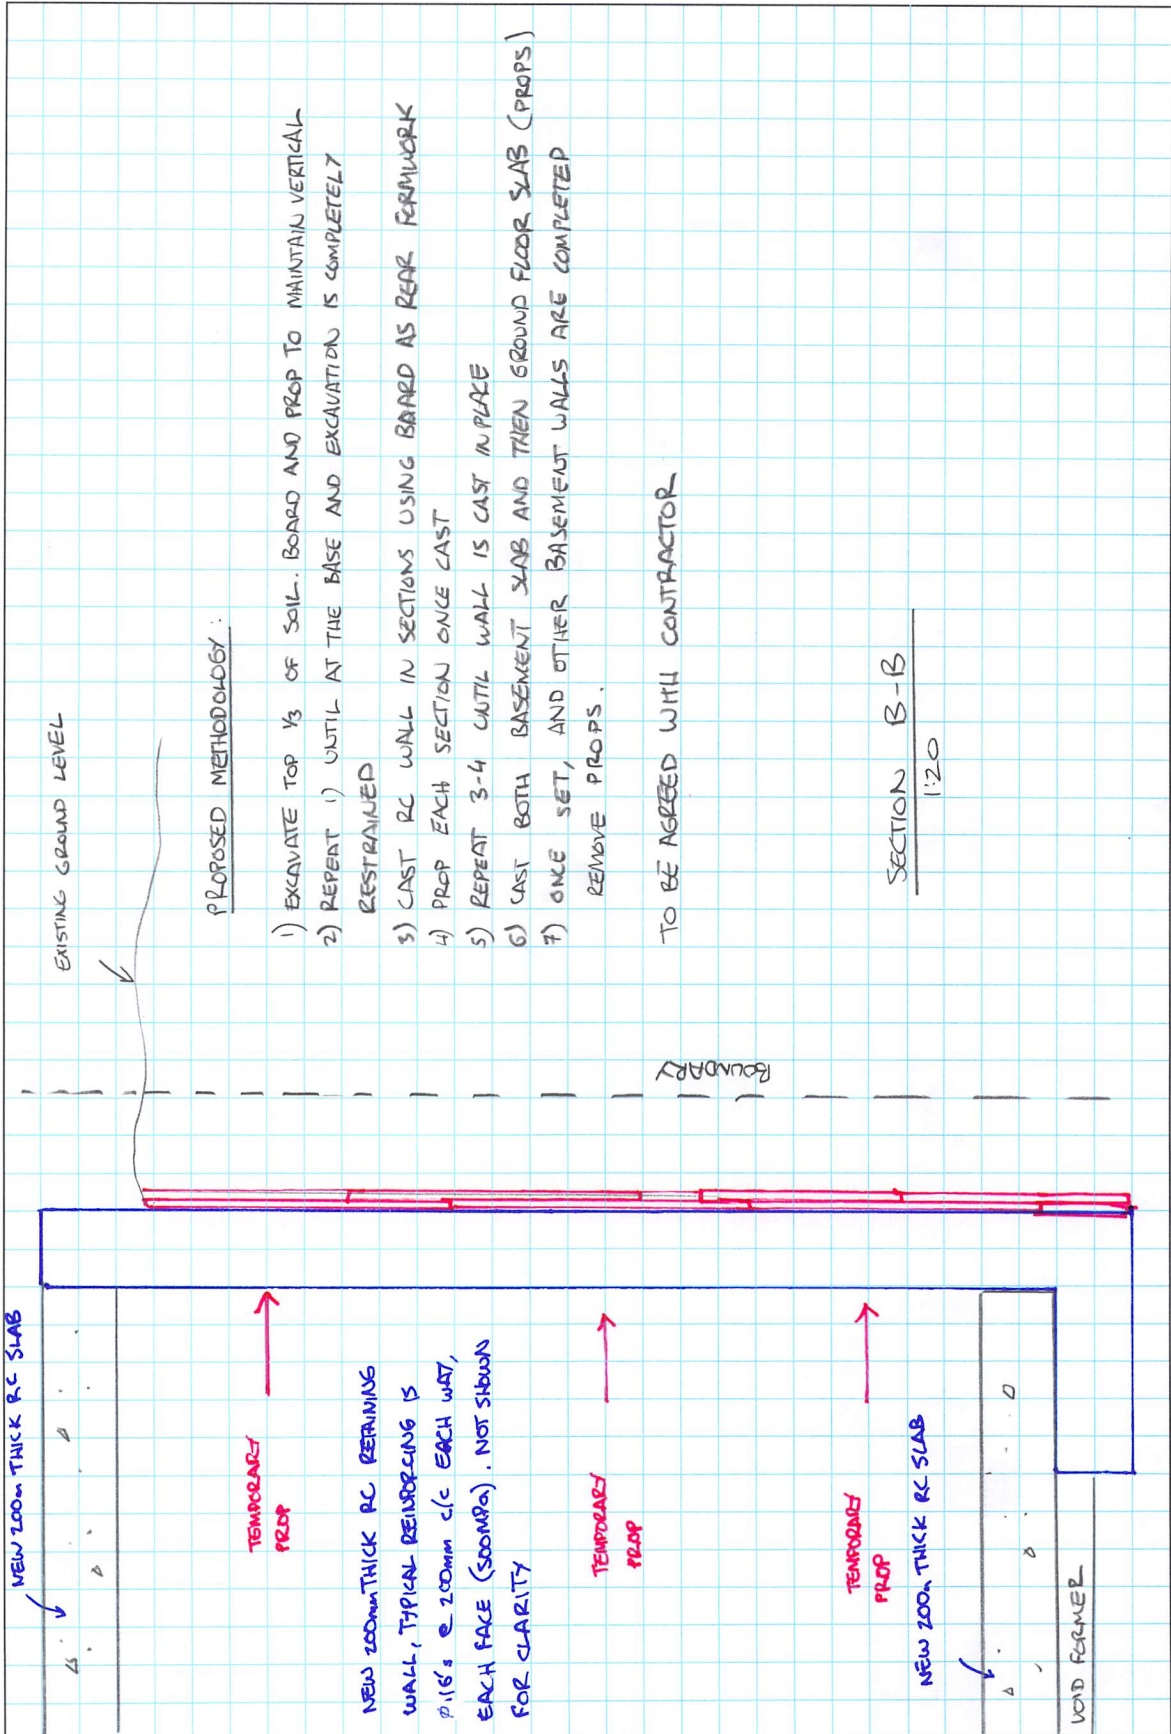 NEW 200m THICK RC SLAB
EXISTING GROUND LEVEL
PROPOSED METHODOLOGY :
1) EXCAVATE TOP 1/3 OF SOIL. BOARD AND PROP TO MAINTAIN VERTICAL
2) REPEAT 1) UNTIL AT THE BASE AND EXCAVATION IS COMPLETELY
RESTRAINED
3) CAST RC WALL IN SECTIONS USING BOARD AS REAR FORMWORK
4) PROP EACH SECTION ONCE CAST
5) REPEAT 3-4 UNTIL WALL IS CAST IN PLACE
6) CAST BOTH BASEMENT SLAB AND THEN GROUND FLOOR SLAB (PROPS)
7) ONCE SET, AND OTHER BASEMENT WALLS ARE COMPLETED
REMOVE PROPS.
TO BE AGREED WITH CONTRACTOR
TEMPORARY
PROP
NEW 200mm THICK RC RETAINING
WALL, TYPICAL REINFORCING IS
Ø16's @ 200mm c/c EACH WAY,
EACH FACE (500MPa). NOT SHOWN
FOR CLARITY
TEMPORARY
PROP
BOUNDARY
TEMPORARY
PROP
NEW 200m THICK RC SLAB
VOID FORMER
SECTION B-B
1:20